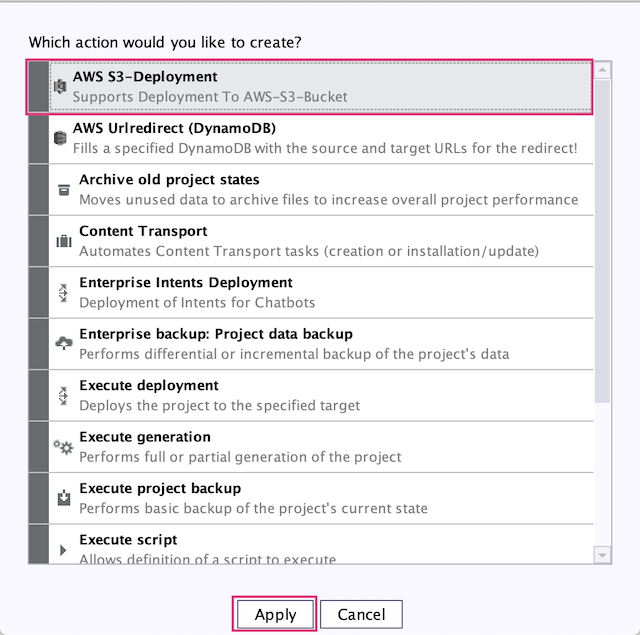 Which action would you like to create?
AWS S3-Deployment
Supports Deployment To AWS-S3-Bucket
AWS Urlredirect (DynamoDB)
Fills a specified DynamoDB with the source and target URLs for the redirect!
Archive old project states
Moves unused data to archive files to increase overall project performance
Content Transport
Automates Content Transport tasks (creation or installation/update)
Enterprise Intents Deployment
Deployment of Intents for Chatbots
Enterprise backup: Project data backup
Performs differential or incremental backup of the project's data
Execute deployment
Deploys the project to the specified target
Execute generation
Performs full or partial generation of the project
Execute project backup
Performs basic backup of the project's current state
Execute script
Allows definition of a script to execute
Apply Cancel